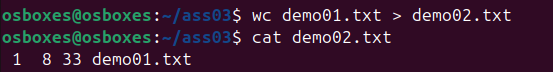 osboxes@osboxes:~/ass03$ wc demo01.txt > demo02.txt
osboxes@osboxes:~/ass03$ cat demo02.txt
 1  8 33 demo01.txt